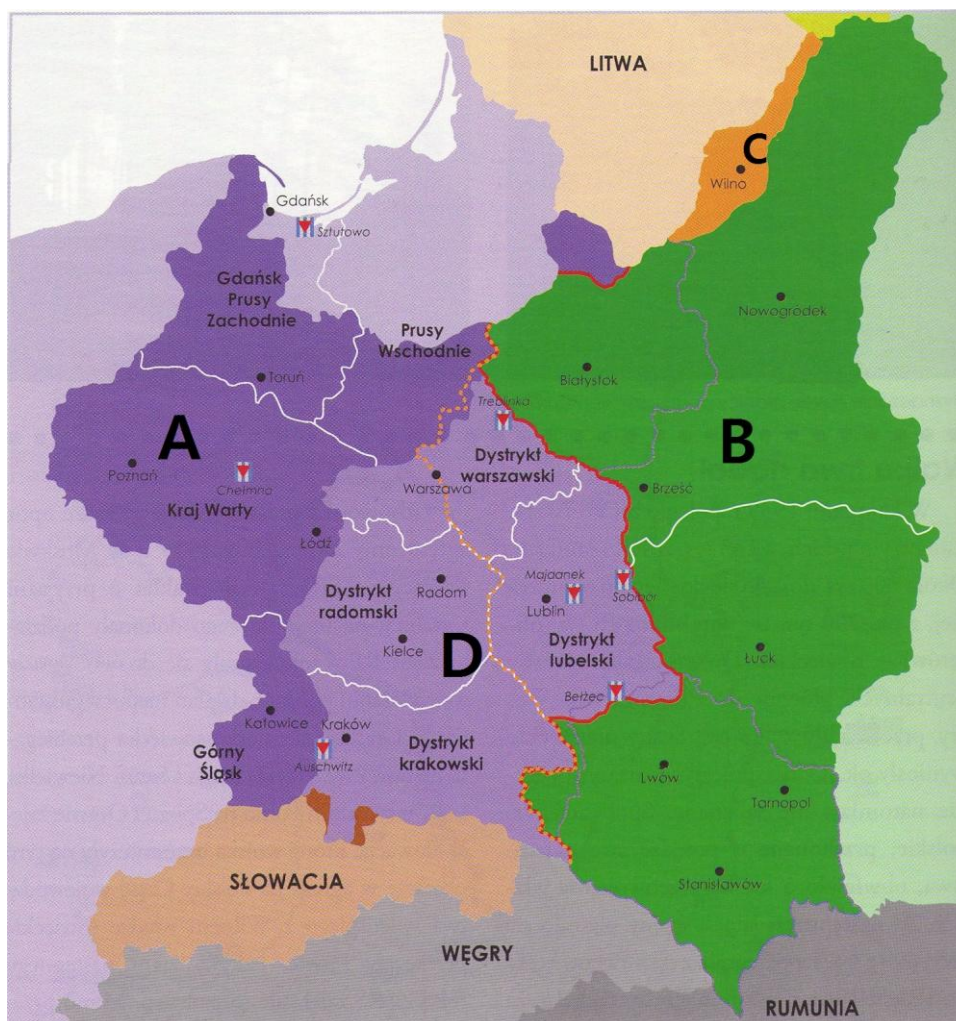 LITWA
C
Wilno
Gdańsk
Sztutowo
Gdańsk
Prusy
Zachodnie
Nowogródek
Prusy
Wschodnie
Toruń
Białystok
Treblinka
A
B
Dystrykt
warszawski
Poznań
Chełmno
Warszawa
Brześć
Kraj Warty
Łódź
Majdanek
Dystrykt
radomski
Radom
Lublin
Sobibór
D
Kielce
Dystrykt
lubelski
Łuck
Bełżec
Katowice
Kraków
Górny
Śląsk
Auschwitz
Dystrykt
krakowski
Lwów
Tarnopol
SŁOWACJA
Stanisławów
WĘGRY
RUMUNIA